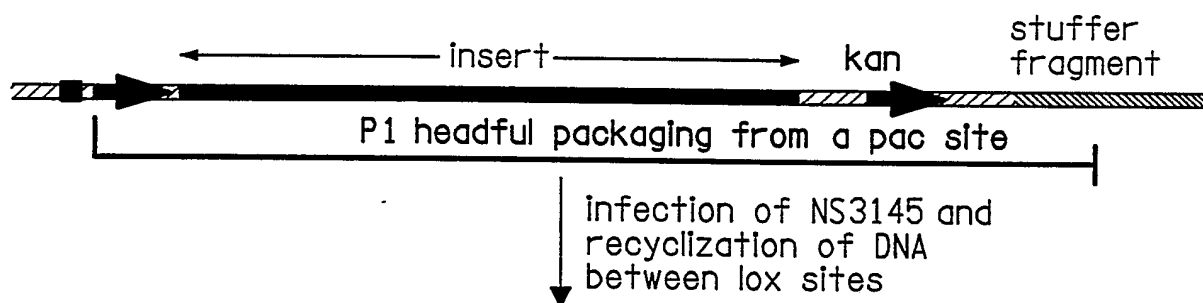 stuffer
fragment
insert
kan
P1 headful packaging from a pac site
infection of NS3145 and
recyclization of DNA
between lox sites